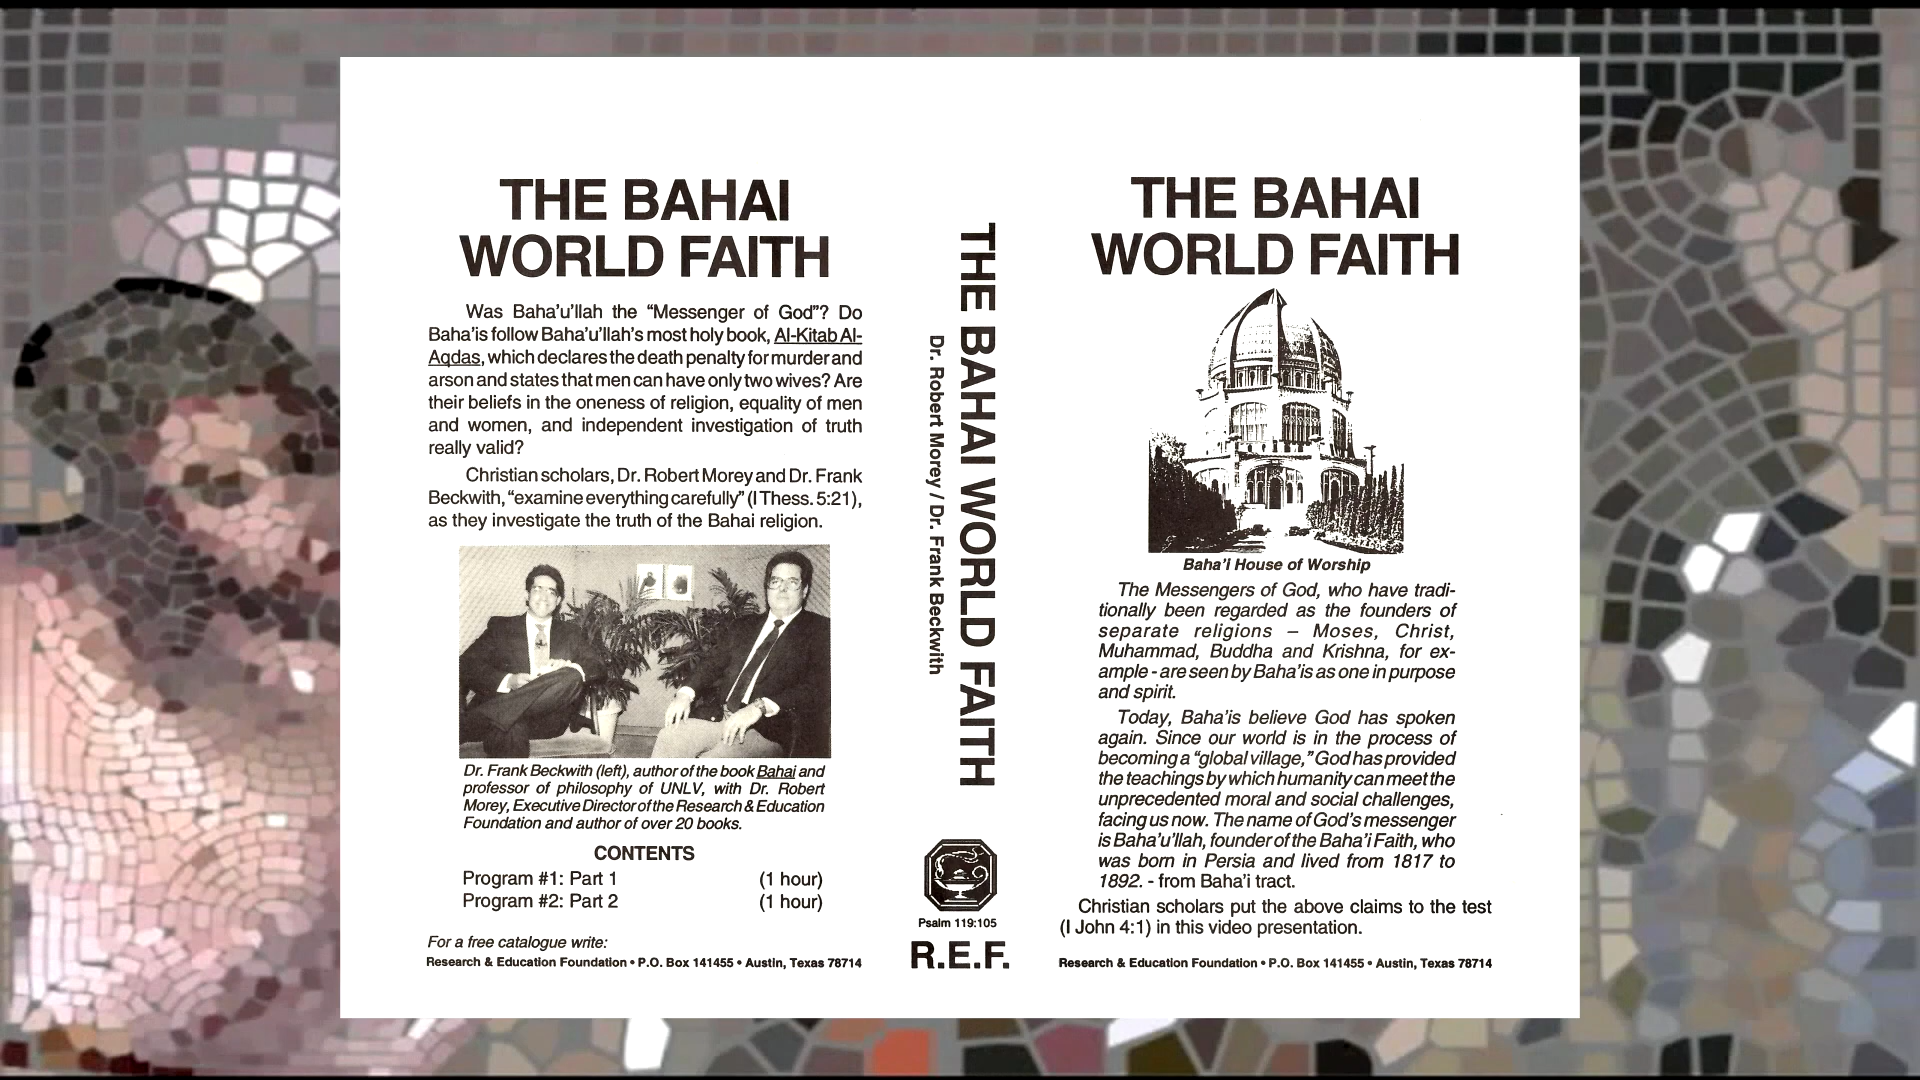 THE BAHAI
WORLD FAITH
Was Baha'u'llah the “Messenger of God”? Do
Baha'is follow Baha'u'llah's most holy book, Al-Kitab Al-
Aqdas, which declares the death penalty for murder and
arson and states that men can have only two wives? Are
their beliefs in the oneness of religion, equality of men
and women, and independent investigation of truth
really valid?
Christian scholars, Dr. Robert Morey and Dr. Frank
Beckwith, “examine everything carefully” (I Thess. 5:21),
as they investigate the truth of the Bahai religion.
Dr. Frank Beckwith (left), author of the book Bahai and
professor of philosophy of UNLV, with Dr. Robert
Morey, Executive Director of the Research & Education
Foundation and author of over 20 books.
CONTENTS
Program #1: Part 1 (1 hour)
Program #2: Part 2 (1 hour)
For a free catalogue write:
Research & Education Foundation • P.O. Box 141455 • Austin, Texas 78714
THE BAHAI WORLD FAITH
Dr. Robert Morey / Dr. Frank Beckwith
Psalm 119:105
R.E.F.
THE BAHAI
WORLD FAITH
Baha'i House of Worship
The Messengers of God, who have tradi-
tionally been regarded as the founders of
separate religions – Moses, Christ,
Muhammad, Buddha and Krishna, for ex-
ample - are seen by Baha'is as one in purpose
and spirit.
Today, Baha'is believe God has spoken
again. Since our world is in the process of
becoming a “global village,” God has provided
the teachings by which humanity can meet the
unprecedented moral and social challenges,
facing us now. The name of God's messenger
is Baha'u'llah, founder of the Baha'i Faith, who
was born in Persia and lived from 1817 to
1892. - from Baha'i tract.
Christian scholars put the above claims to the test
(I John 4:1) in this video presentation.
Research & Education Foundation • P.O. Box 141455 • Austin, Texas 78714